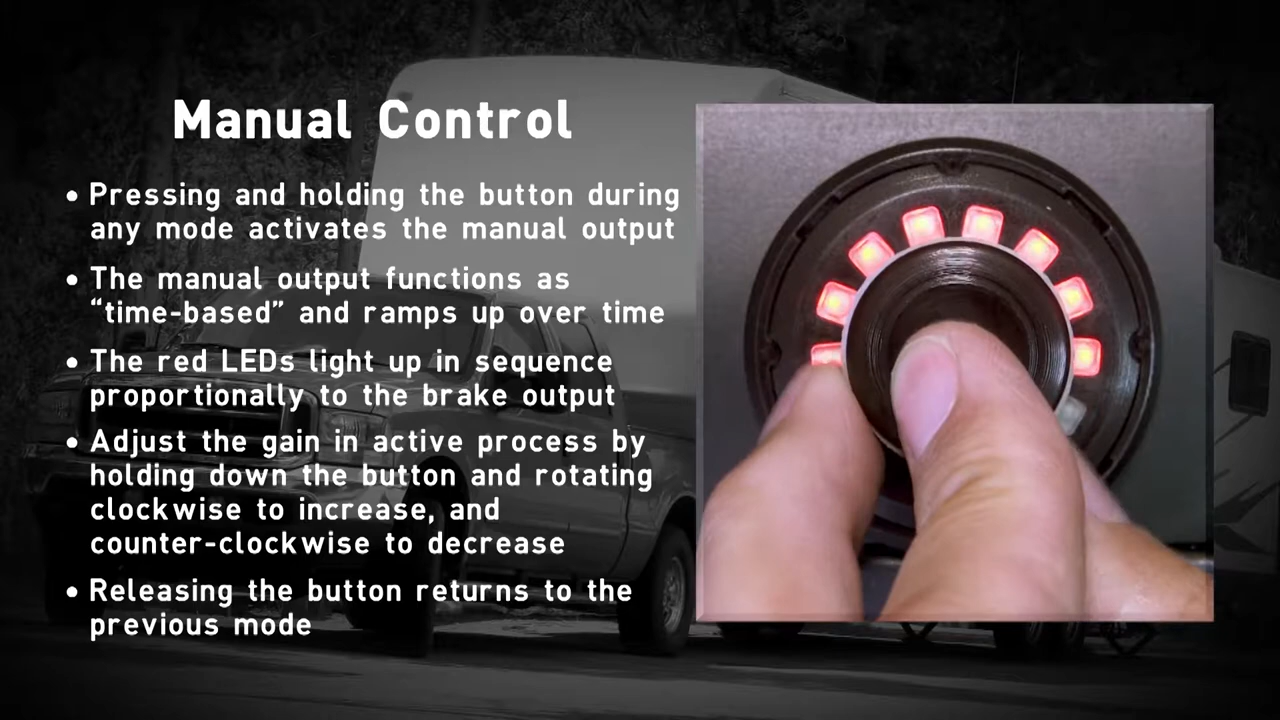 Manual Control
• Pressing and holding the button during
any mode activates the manual output
• The manual output functions as
“time-based” and ramps up over time
• The red LEDs light up in sequence
proportionally to the brake output
• Adjust the gain in active process by
holding down the button and rotating
clockwise to increase, and
counter-clockwise to decrease
• Releasing the button returns to the
previous mode